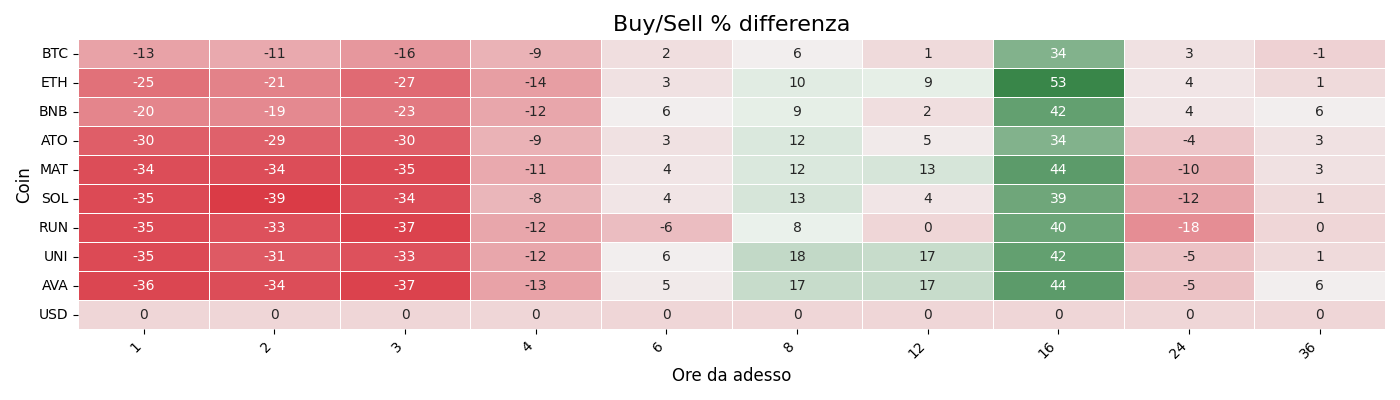 Buy/Sell % differenza
Coin
BTC -13 -11 -16 -9 2 6 1 34 3 -1
ETH -25 -21 -27 -14 3 10 9 53 4 1
BNB -20 -19 -23 -12 6 9 2 42 4 6
ATO -30 -29 -30 -9 3 12 5 34 -4 3
MAT -34 -34 -35 -11 4 12 13 44 -10 3
SOL -35 -39 -34 -8 4 13 4 39 -12 1
RUN -35 -33 -37 -12 -6 8 0 40 -18 0
UNI -35 -31 -33 -12 6 18 17 42 -5 1
AVA -36 -34 -37 -13 5 17 17 44 -5 6
USD 0 0 0 0 0 0 0 0 0 0
1 2 3 4 6 8 12 16 24 36
Ore da adesso